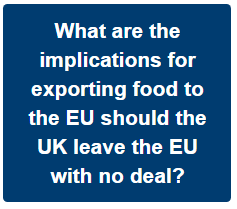 What are the
implications for
exporting food to
the EU should the
UK leave the EU
with no deal?